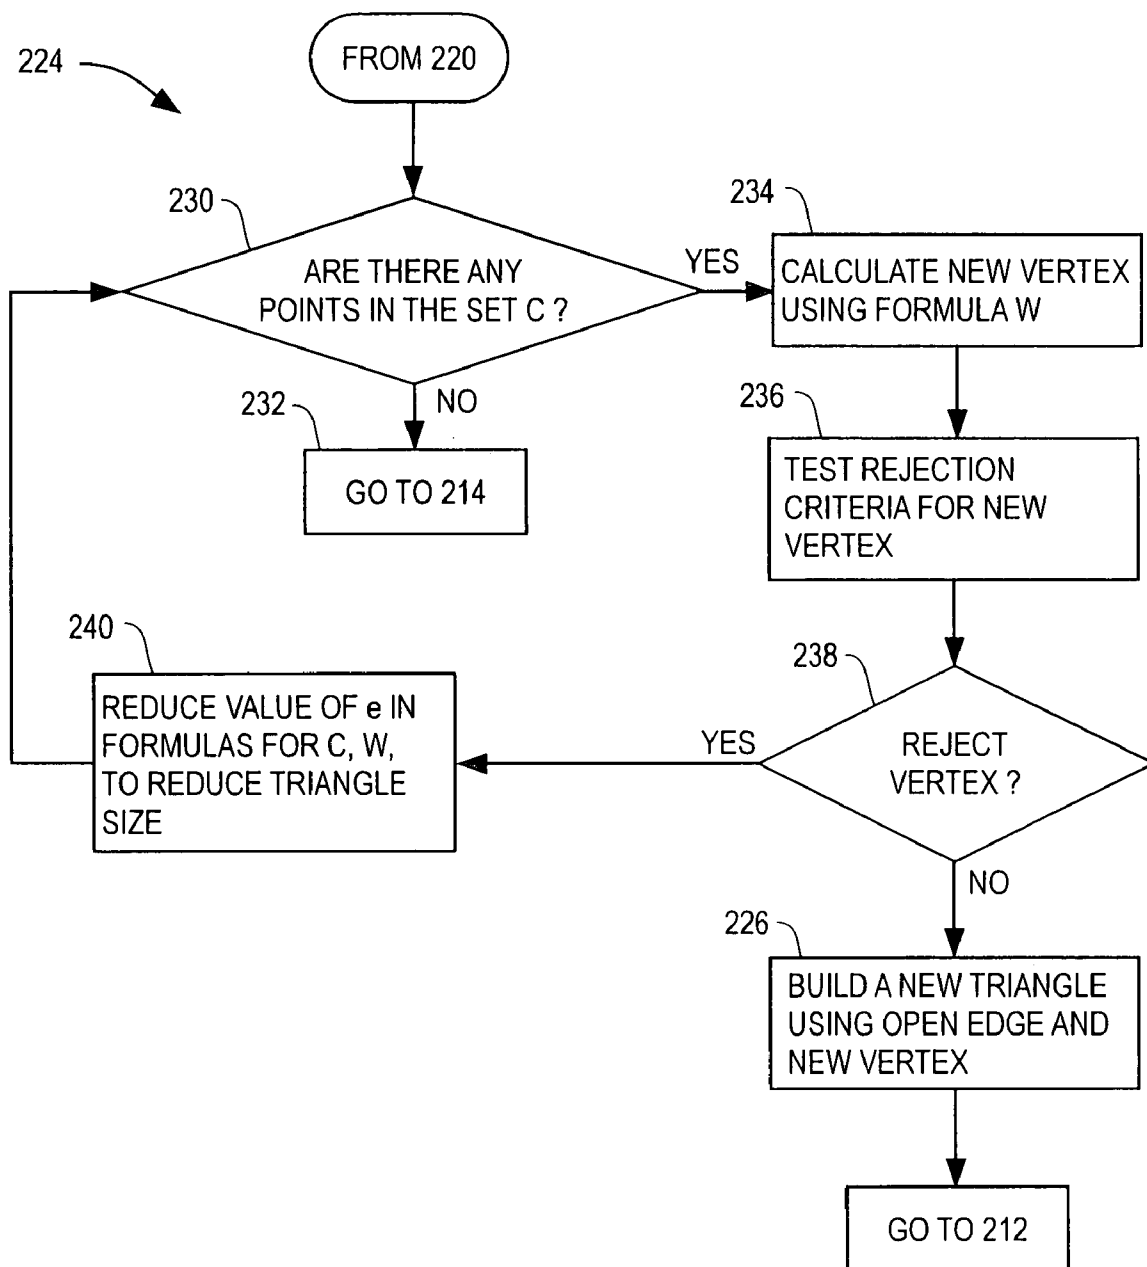 FROM 220
224
230
ARE THERE ANY
POINTS IN THE SET C ?
YES
234
CALCULATE NEW VERTEX
USING FORMULA W
NO
232
GO TO 214
236
TEST REJECTION
CRITERIA FOR NEW
VERTEX
238
REJECT
VERTEX ?
YES
240
REDUCE VALUE OF e IN
FORMULAS FOR C, W,
TO REDUCE TRIANGLE
SIZE
NO
226
BUILD A NEW TRIANGLE
USING OPEN EDGE AND
NEW VERTEX
GO TO 212